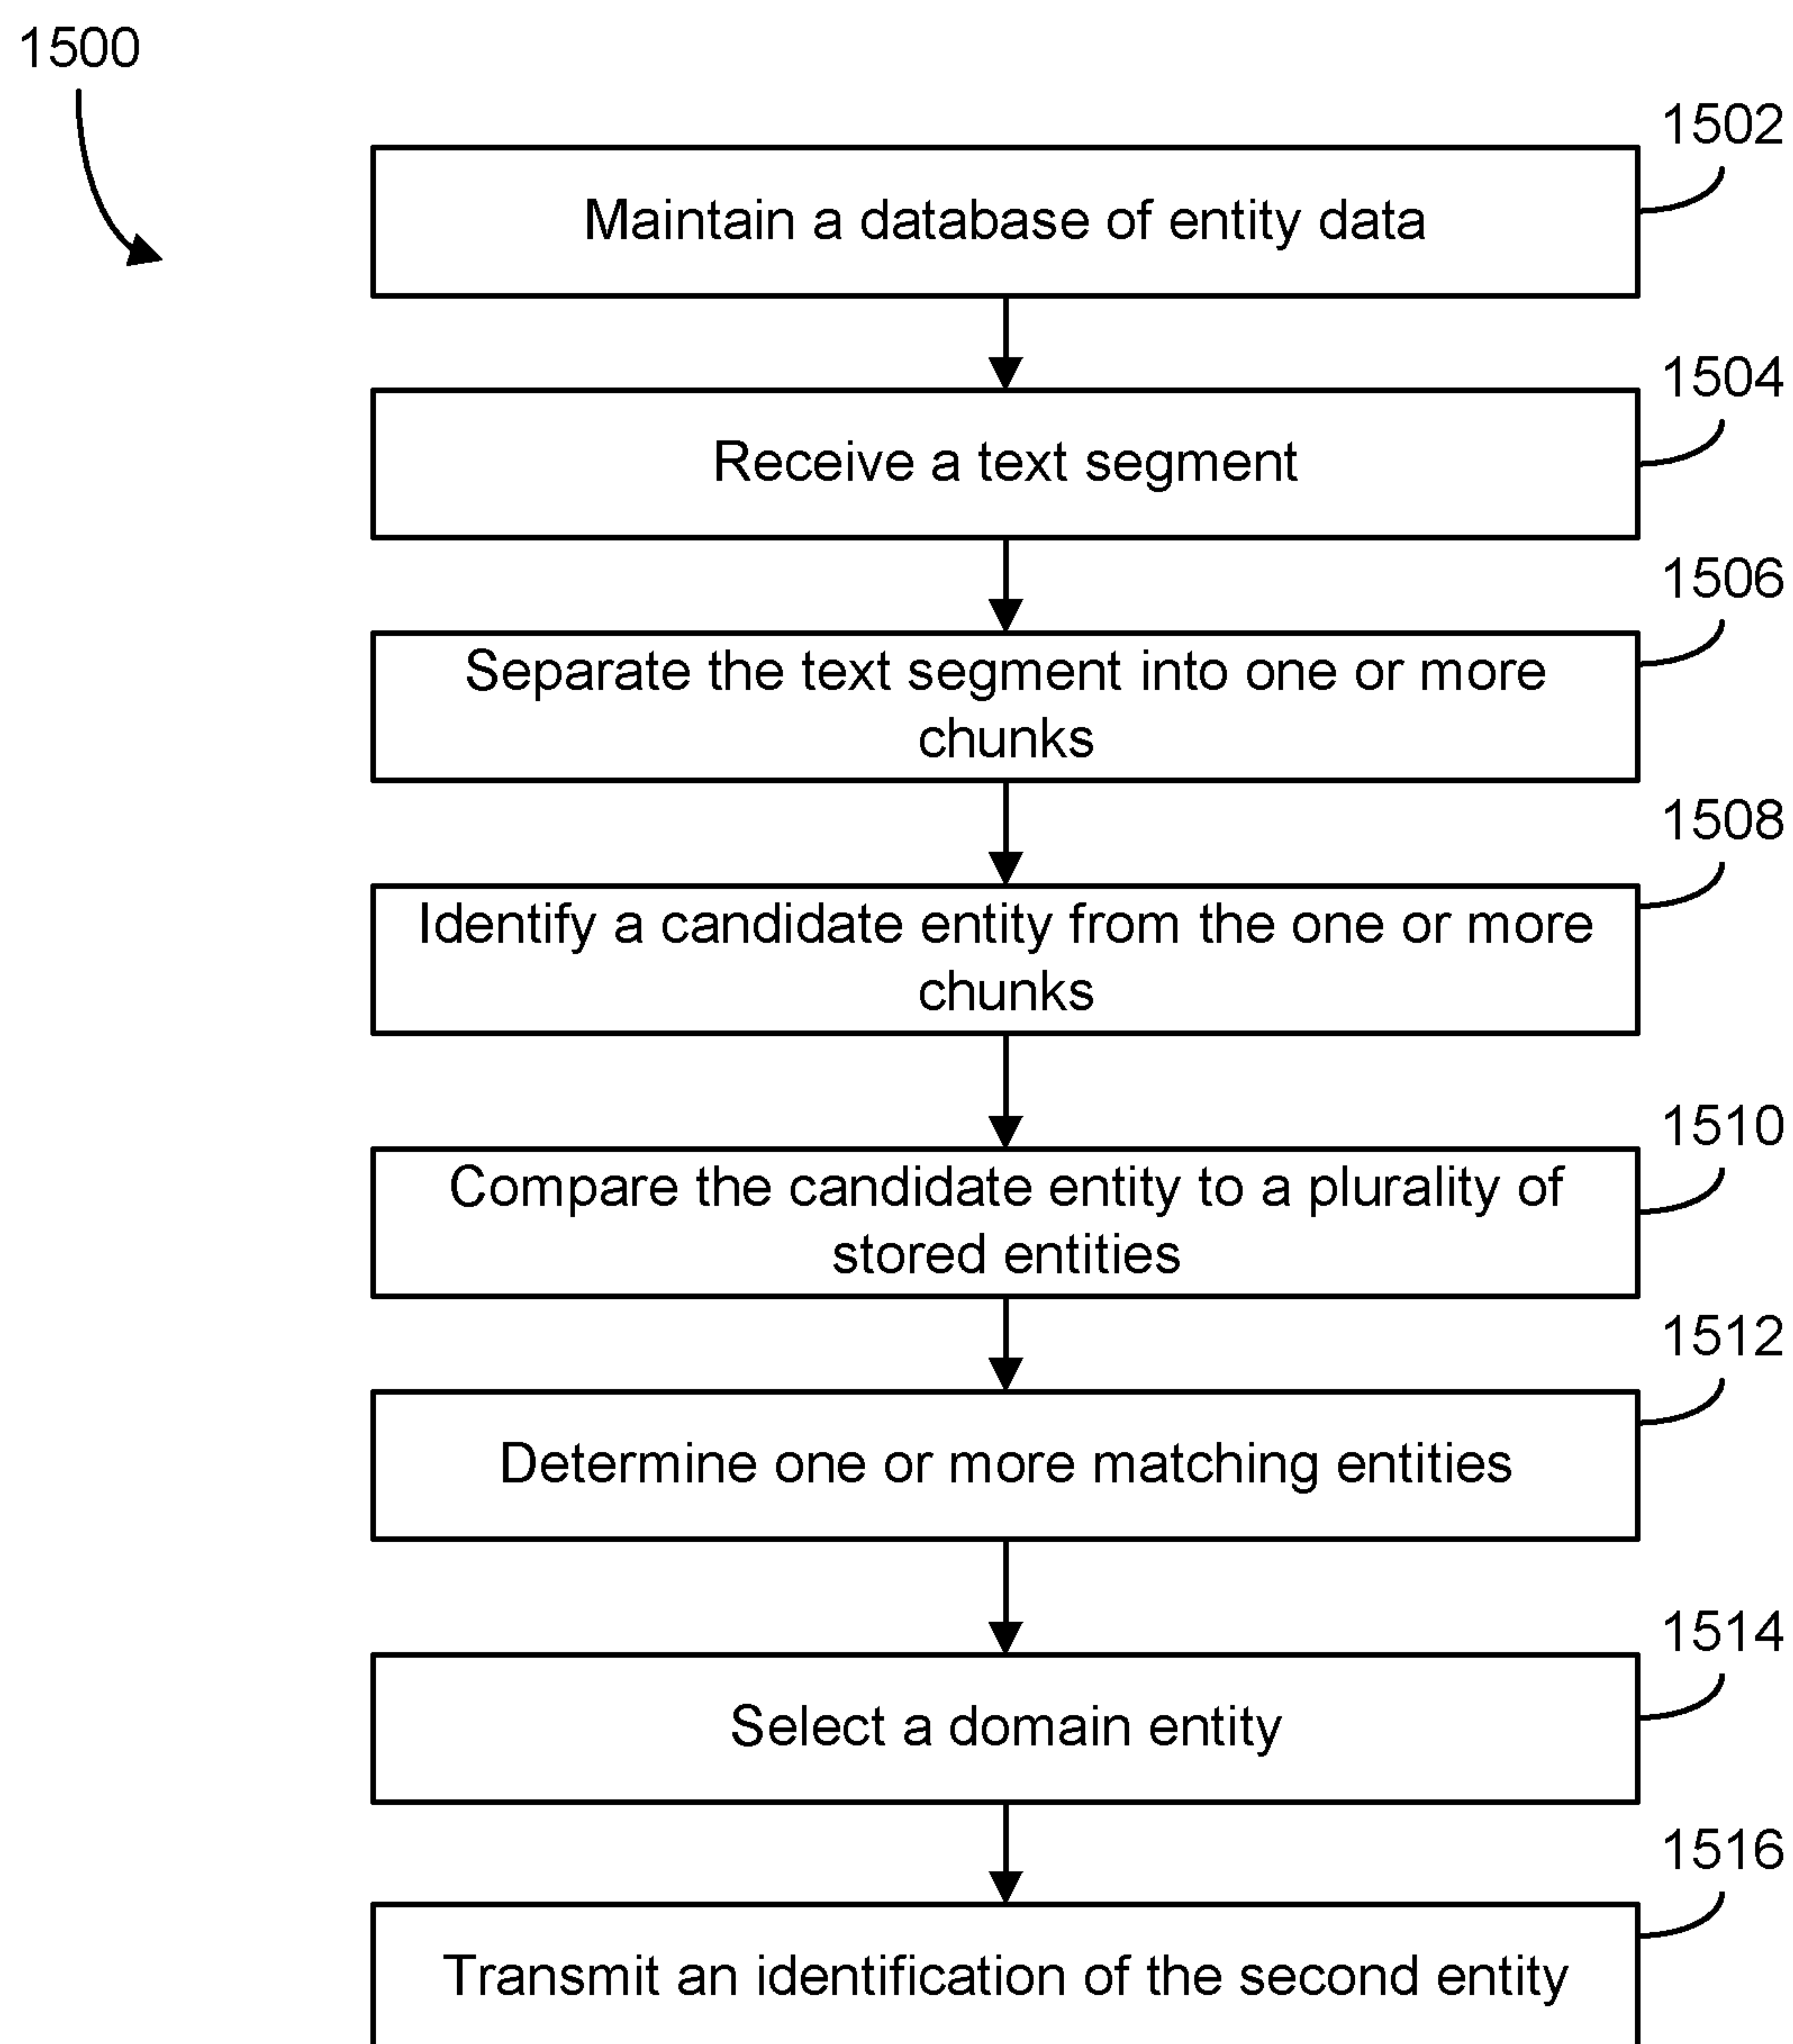 1500
1502
Maintain a database of entity data
1504
Receive a text segment
1506
Separate the text segment into one or more
chunks
1508
Identify a candidate entity from the one or more
chunks
1510
Compare the candidate entity to a plurality of
stored entities
1512
Determine one or more matching entities
1514
Select a domain entity
1516
Transmit an identification of the second entity